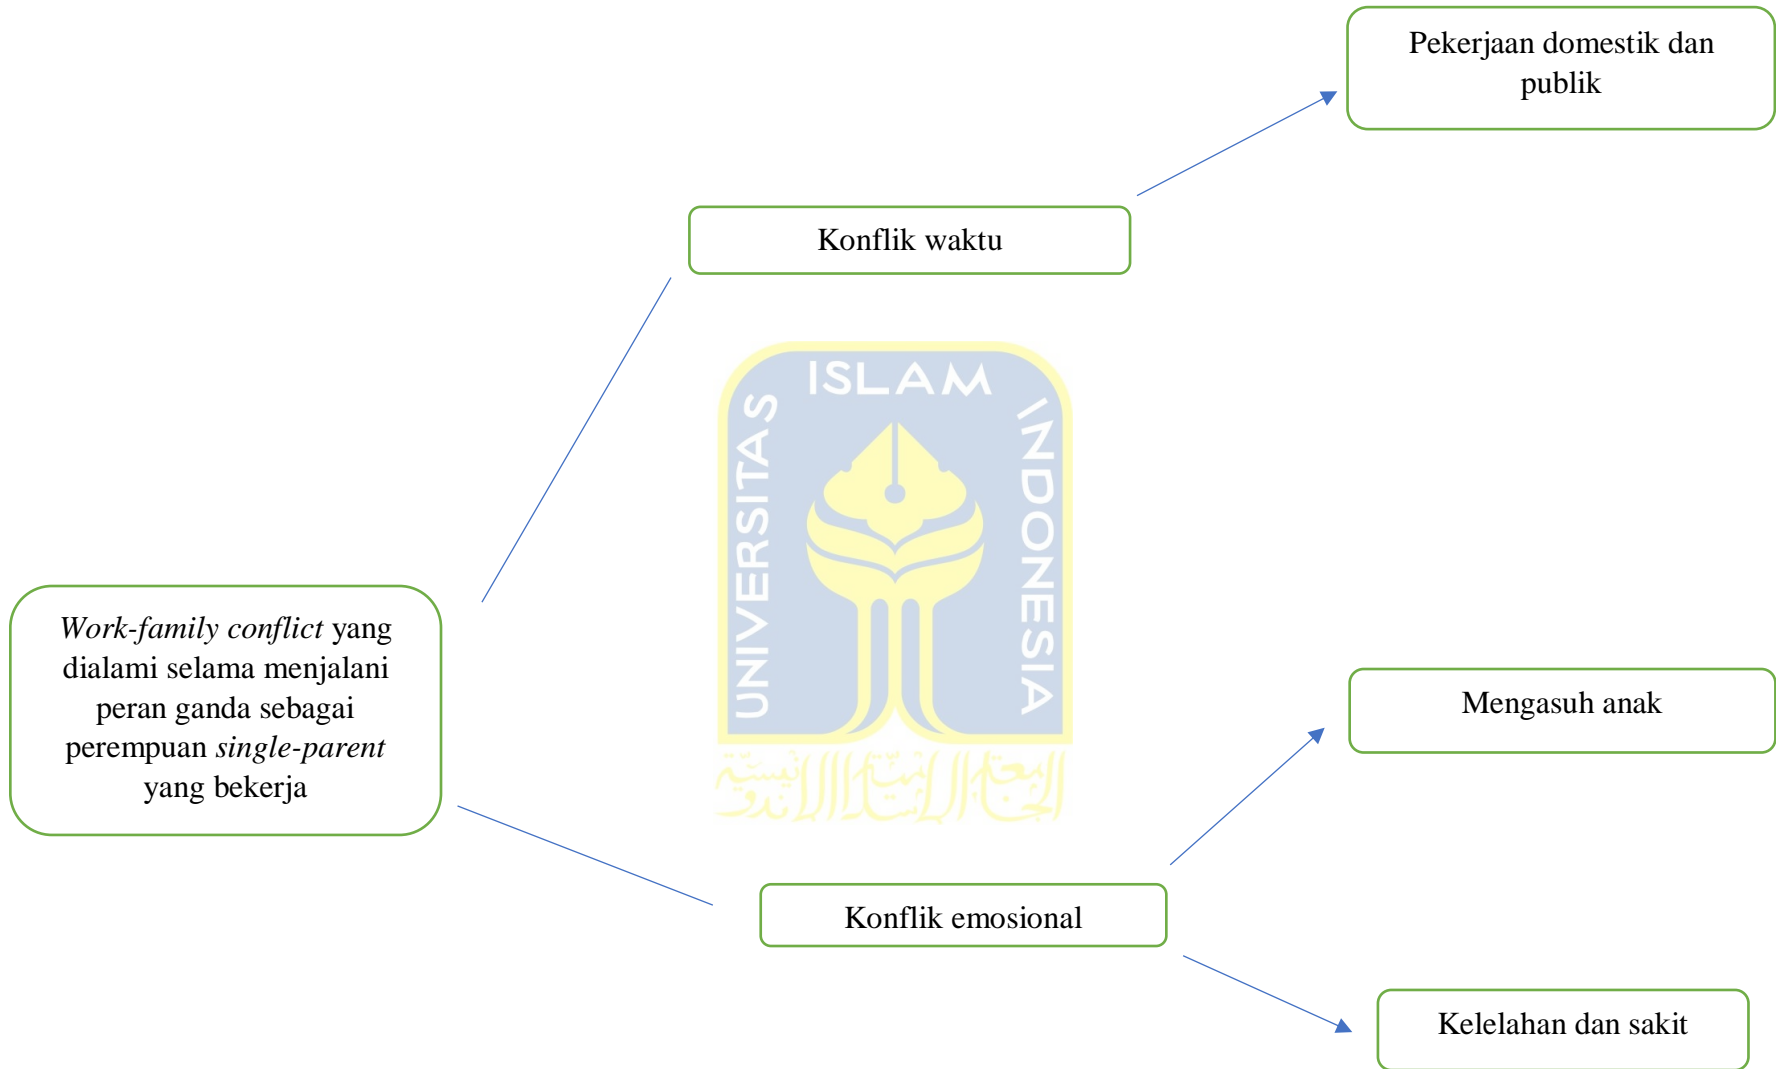 Pekerjaan domestik dan
publik
Konflik waktu
UNIVERSITAS ISLAM INDONESIA
Work-family conflict yang
dialami selama menjalani
peran ganda sebagai
perempuan single-parent
yang bekerja
Mengasuh anak
Konflik emosional
Kelelahan dan sakit